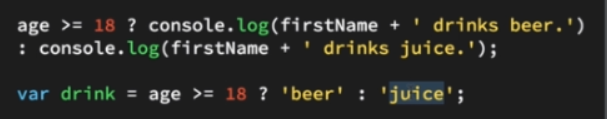 age >= 18 ? console.log(firstName + ' drinks beer.')
: console.log(firstName + ' drinks juice.');
var drink = age >= 18 ? 'beer' : 'juice';